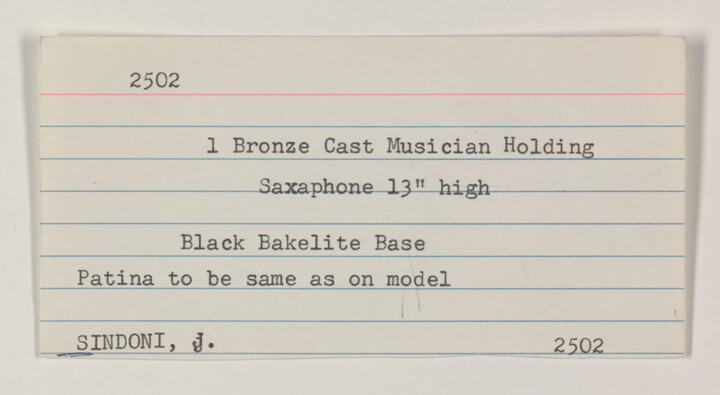 2502
1 Bronze Cast Musician Holding
Saxaphone 13" high
Black Bakelite Base
Patina to be same as on model
SINDONI, J. 2502